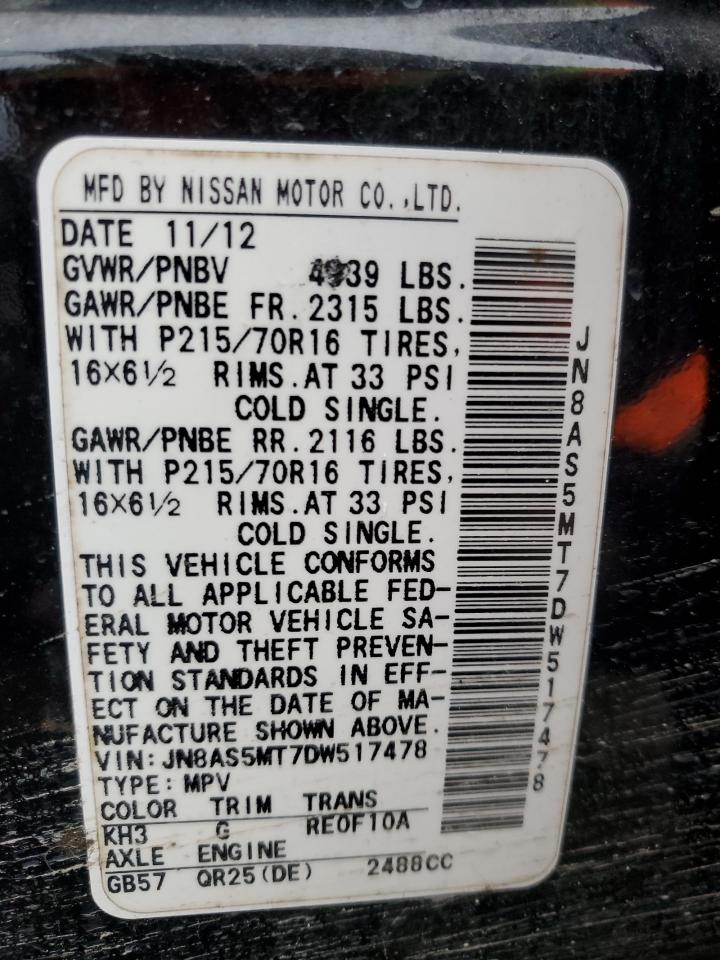 MFD BY NISSAN MOTOR CO.,LTD.
DATE 11/12
GVWR/PNBV LBS.
GAWR/PNBE FR.2315 LBS.
WITH P215/70R16 TIRES,
16X6 1/2 RIMS.AT 33 PSI
COLD SINGLE.
GAWR/PNBE RR.2116 LBS.
WITH P215/70R16 TIRES,
16X6 1/2 RIMS.AT 33 PSI
COLD SINGLE.
THIS VEHICLE CONFORMS
TO ALL APPLICABLE FED-
ERAL MOTOR VEHICLE SA-
FETY AND THEFT PREVEN-
TION STANDARDS IN EFF-
ECT ON THE DATE OF MA-
NUFACTURE SHOWN ABOVE.
VIN:JN8AS5MT7DW517478
TYPE:MPV
COLOR TRIM TRANS
KH3 G RE0F10A
AXLE ENGINE
GB57 QR25(DE) 2488CC
JN8AS5MT7DW517478